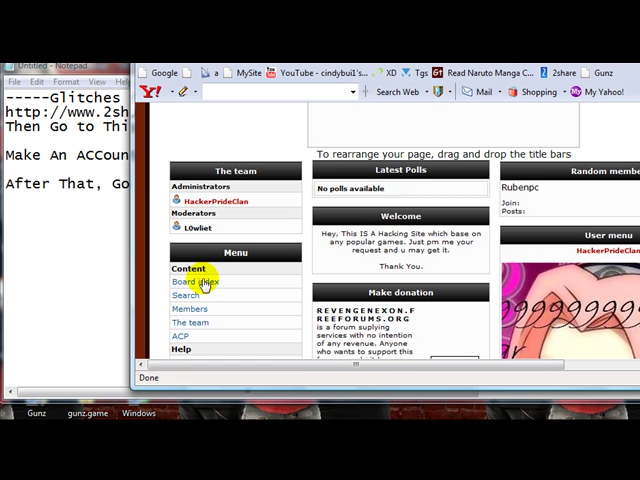 Untitled - Notepad
File Edit Format View Help
-----Glitches
http://www.2sh
Then Go to Thi
Make An ACCoun
After That, Go
Google a MySite YouTube - cindybui1's... XD Tgs Read Naruto Manga C... 2share Gunz
Y! Search Web Mail Shopping My Yahoo!
To rearrange your page, drag and drop the title bars
The team
Administrators
HackerPrideClan
Moderators
L0wliet
Menu
Content
Board index
Search
Members
The team
ACP
Help
Latest Polls
No polls available
Welcome
Hey, This IS A Hacking Site which base on
any popular games. Just pm me your
request and u may get it.
Thank You.
Make donation
REVENGENEXON.F
REEFORUMS.ORG
is a forum suplying
services with no intention
of any revenue. Anyone
who wants to support this
Random membe
Rubenpc
Join:
Posts:
User menu
HackerPrideClan
Done
Gunz gunz.game Windows